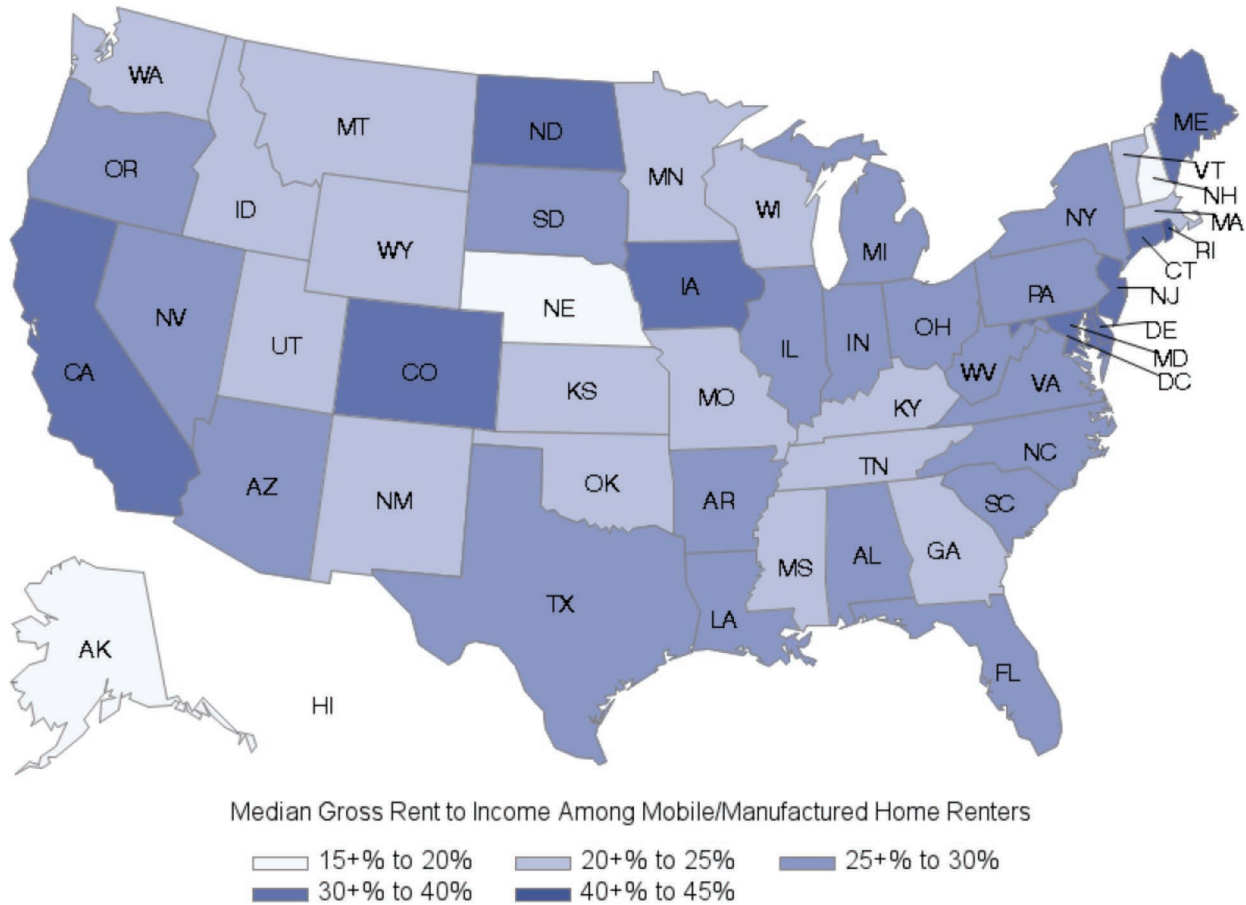 WA
ME
MT
ND
VT
OR
MN
NH
ID
SD
WI
NY
MA
WY
MI
RI
CT
IA
PA
NJ
NE
NV
OH
DE
UT
IL
IN
MD
CA
CO
WV
DC
VA
KS
MO
KY
NC
TN
AZ
OK
NM
AR
SC
GA
MS
AL
TX
LA
AK
FL
HI
Median Gross Rent to Income Among Mobile/Manufactured Home Renters
15+% to 20% 20+% to 25% 25+% to 30%
30+% to 40% 40+% to 45%